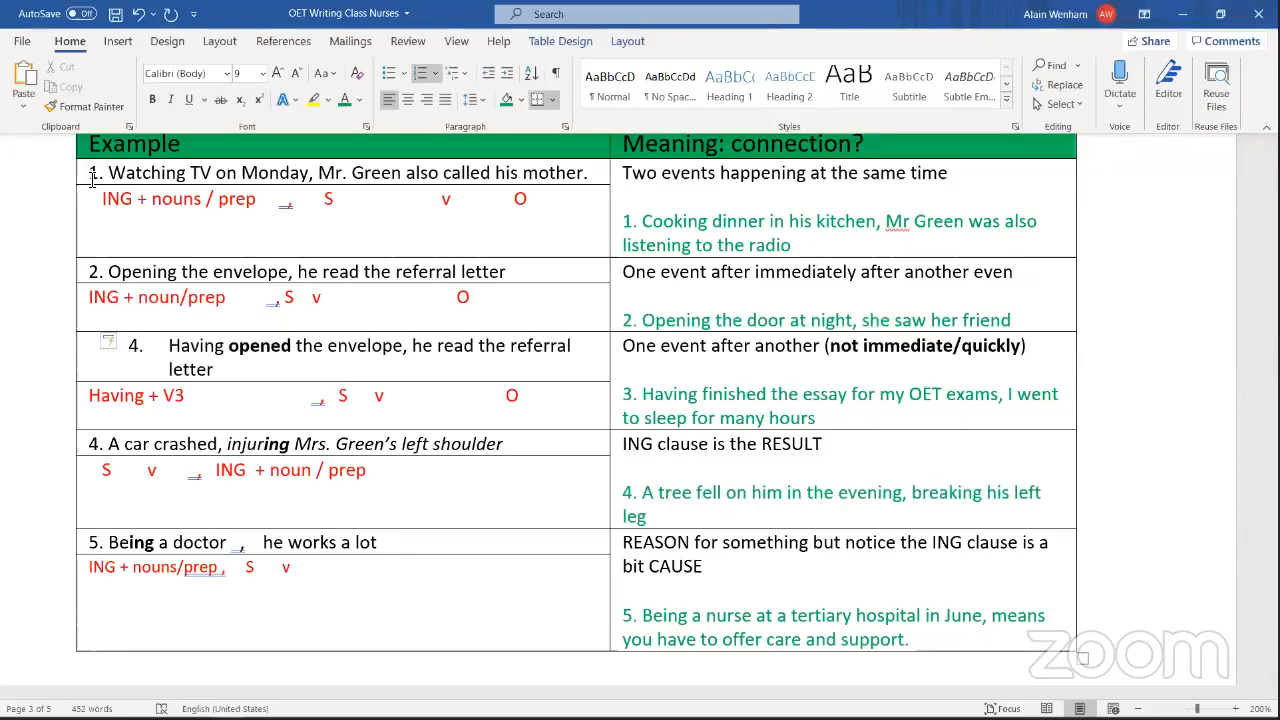 AutoSave Off OET Writing Class Nurses Search Alain Wenham AW
File Home Insert Draw Design Layout References Mailings Review View Help Table Design Layout Share Comments
Paste Cut Copy Format Painter
Calibri (Body) 9
AaBbCcD AaBbCcD AaBbC AaBbCcE AaB AaBbCcD AaBbCcD
¶ Normal ¶ No Spac... Heading 1 Heading 2 Title Subtitle Subtle Em...
Find Replace Select Dictate Editor Reuse Files
Clipboard Font Paragraph Styles Editing Voice Editor Reuse Files
Example
Meaning: connection?
1. Watching TV on Monday, Mr. Green also called his mother.
ING + nouns / prep , S v O
Two events happening at the same time
1. Cooking dinner in his kitchen, Mr Green was also
listening to the radio
2. Opening the envelope, he read the referral letter
ING + noun/prep , S v O
One event after immediately after another even
2. Opening the door at night, she saw her friend
4. Having opened the envelope, he read the referral
letter
Having + V3 , S v O
One event after another (not immediate/quickly)
3. Having finished the essay for my OET exams, I went
to sleep for many hours
4. A car crashed, injuring Mrs. Green's left shoulder
S v , ING + noun / prep
ING clause is the RESULT
4. A tree fell on him in the evening, breaking his left
leg
5. Being a doctor , he works a lot
ING + nouns/prep , S v
REASON for something but notice the ING clause is a
bit CAUSE
5. Being a nurse at a tertiary hospital in June, means
you have to offer care and support.
zoom
Page 3 of 5 452 words English (United States) Focus 200%